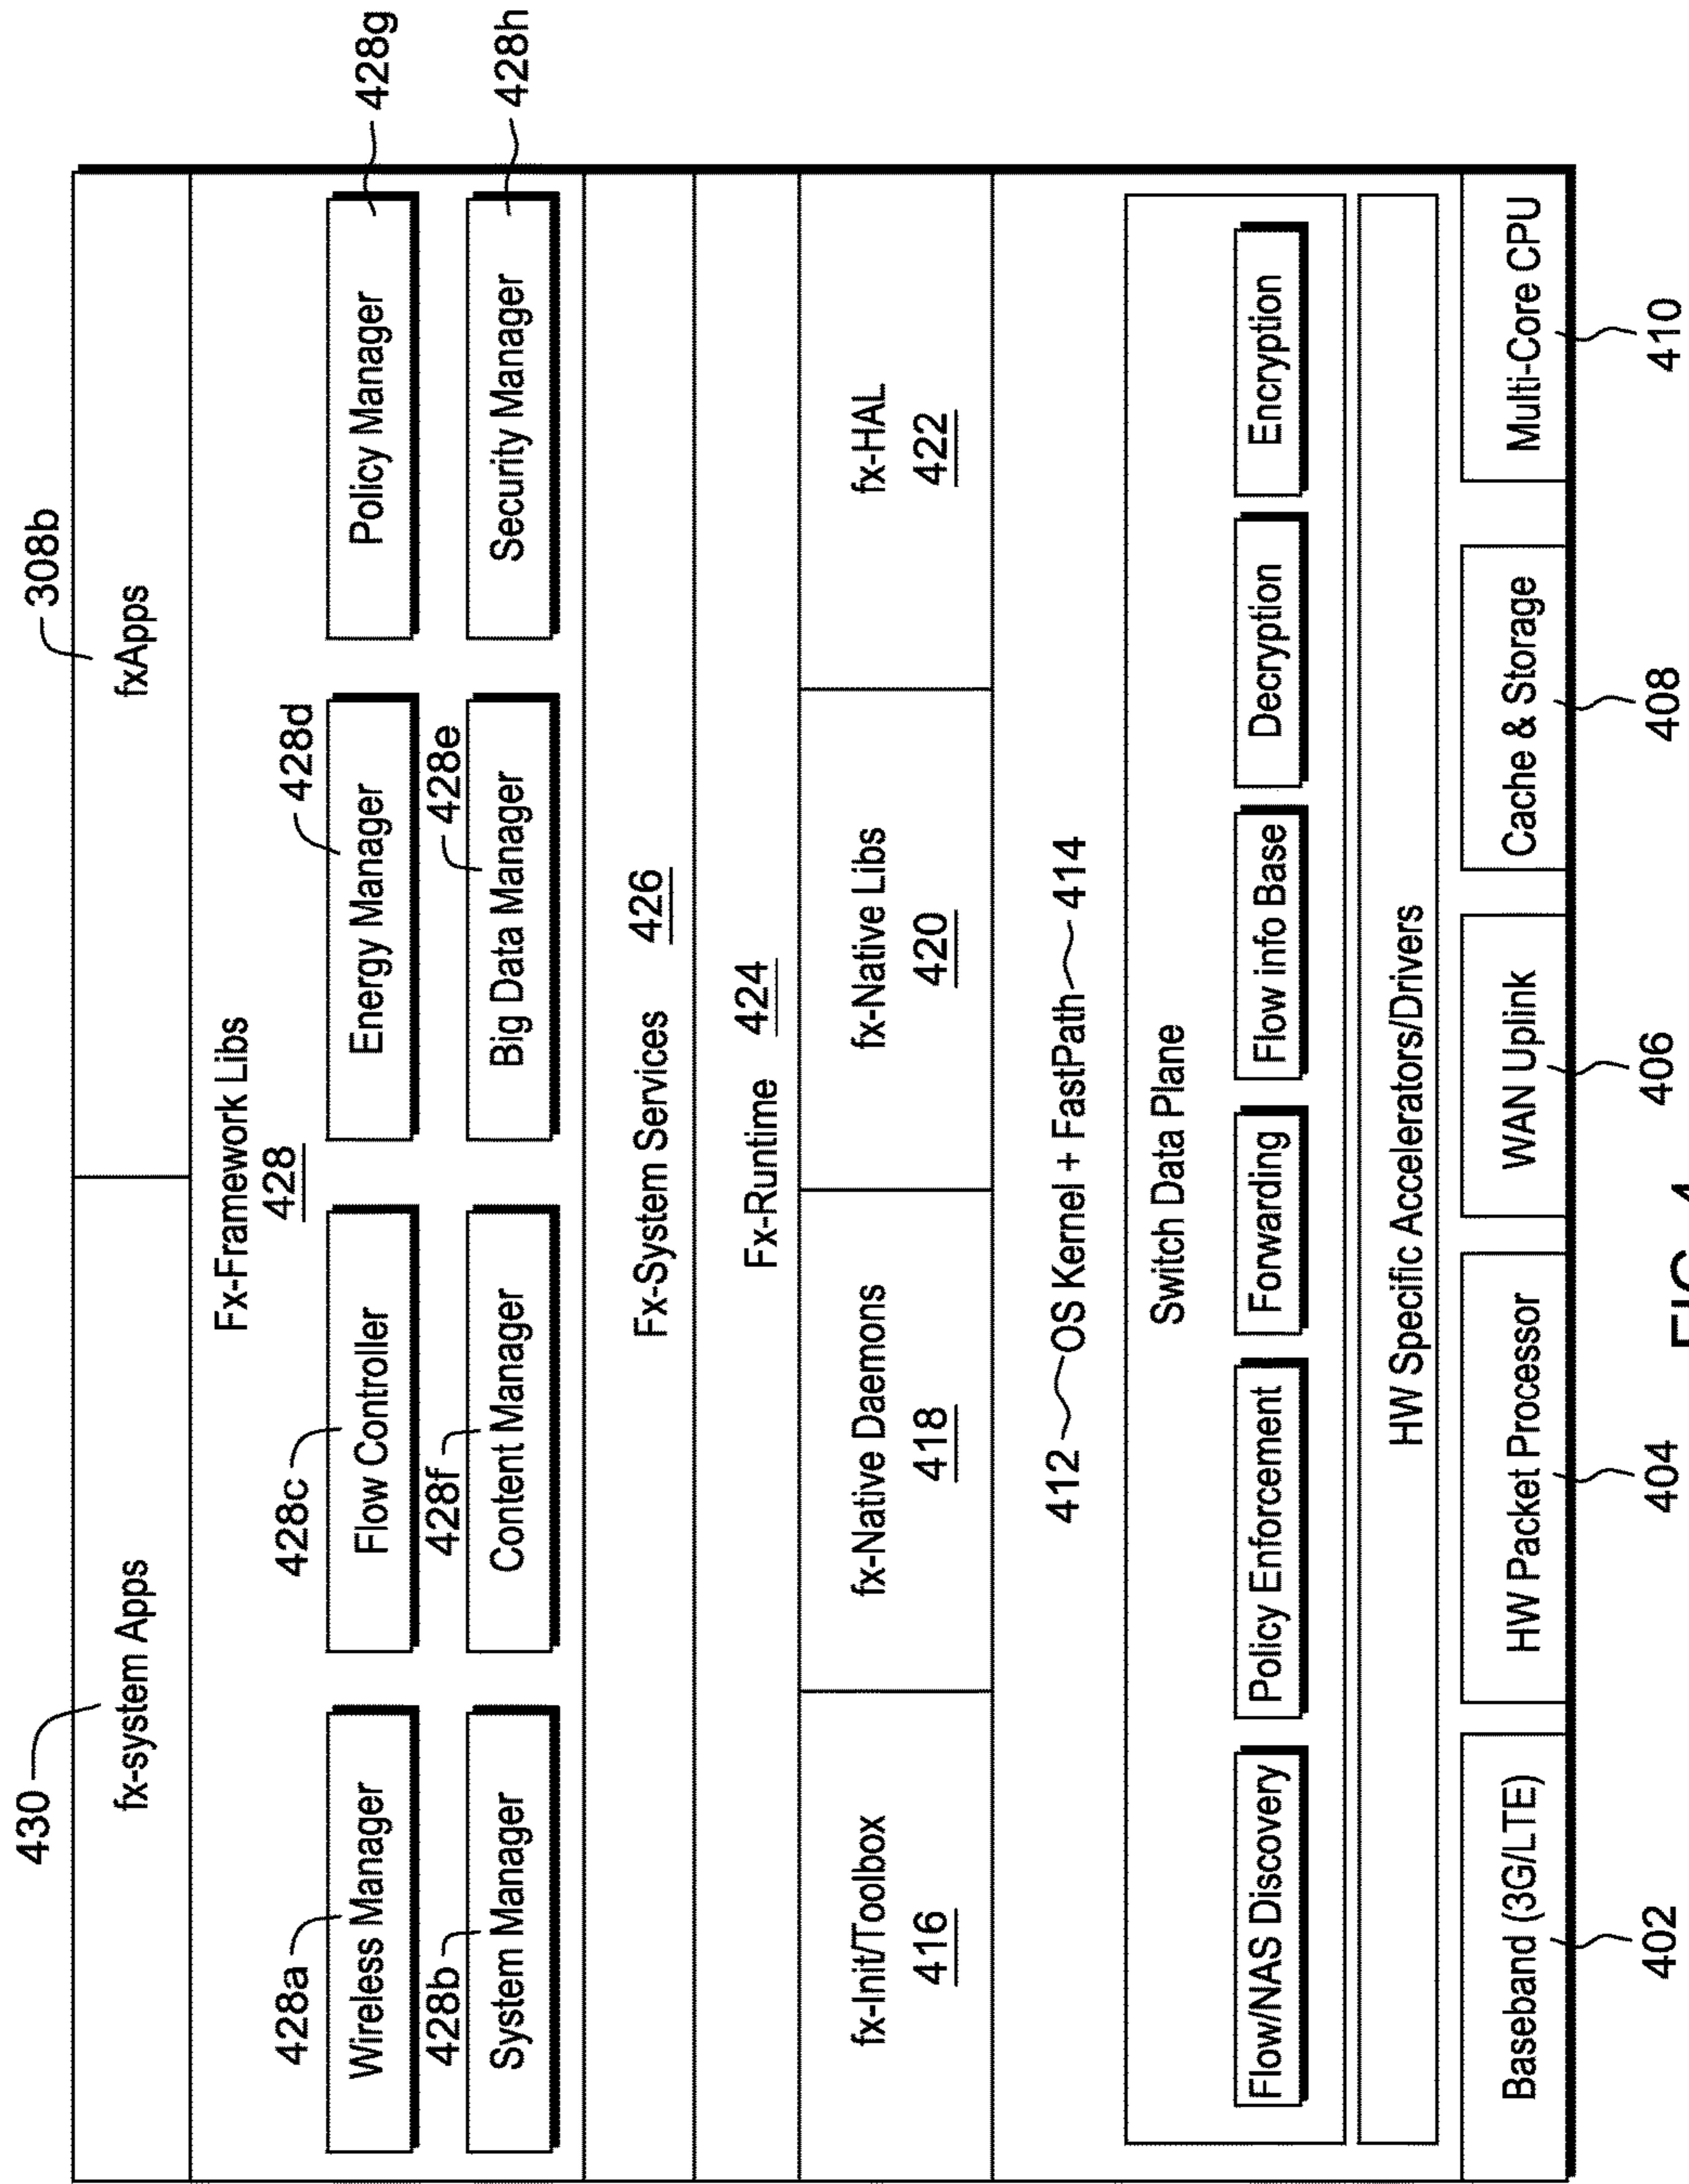 430
308b
fx-system Apps
fxApps
Fx-Framework Libs
428
428a
428c
428d
428g
Wireless Manager
Flow Controller
Energy Manager
Policy Manager
428b
428f
428e
428h
System Manager
Content Manager
Big Data Manager
Security Manager
Fx-System Services 426
Fx-Runtime 424
fx-Init/Toolbox
416
fx-Native Daemons
418
fx-Native Libs
420
fx-HAL
422
412 OS Kernel + FastPath 414
Switch Data Plane
Flow/NAS Discovery
Policy Enforcement
Forwarding
Flow info Base
Decryption
Encryption
HW Specific Accelerators/Drivers
Baseband (3G/LTE)
HW Packet Processor
WAN Uplink
Cache & Storage
Multi-Core CPU
402
404
406
408
410